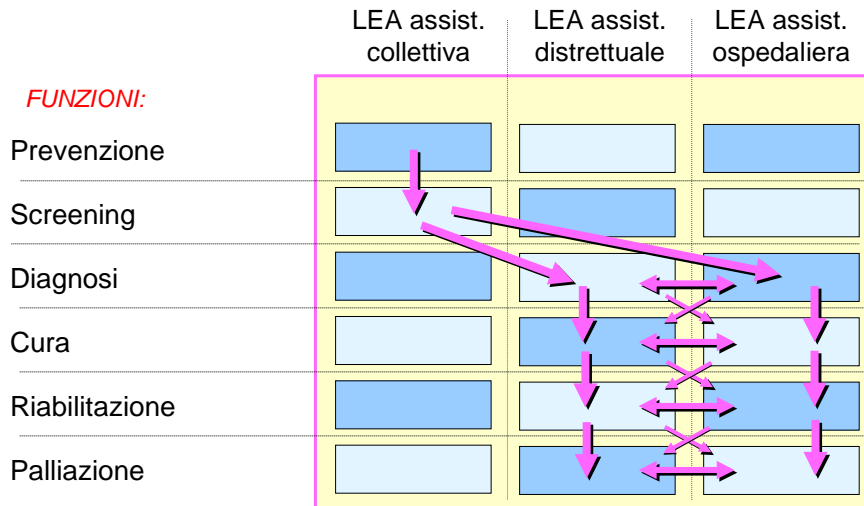 LEA assist. collettiva
LEA assist. distrettuale
LEA assist. ospedaliera
FUNZIONI:
Prevenzione
Screening
Diagnosi
Cura
Riabilitazione
Palliazione